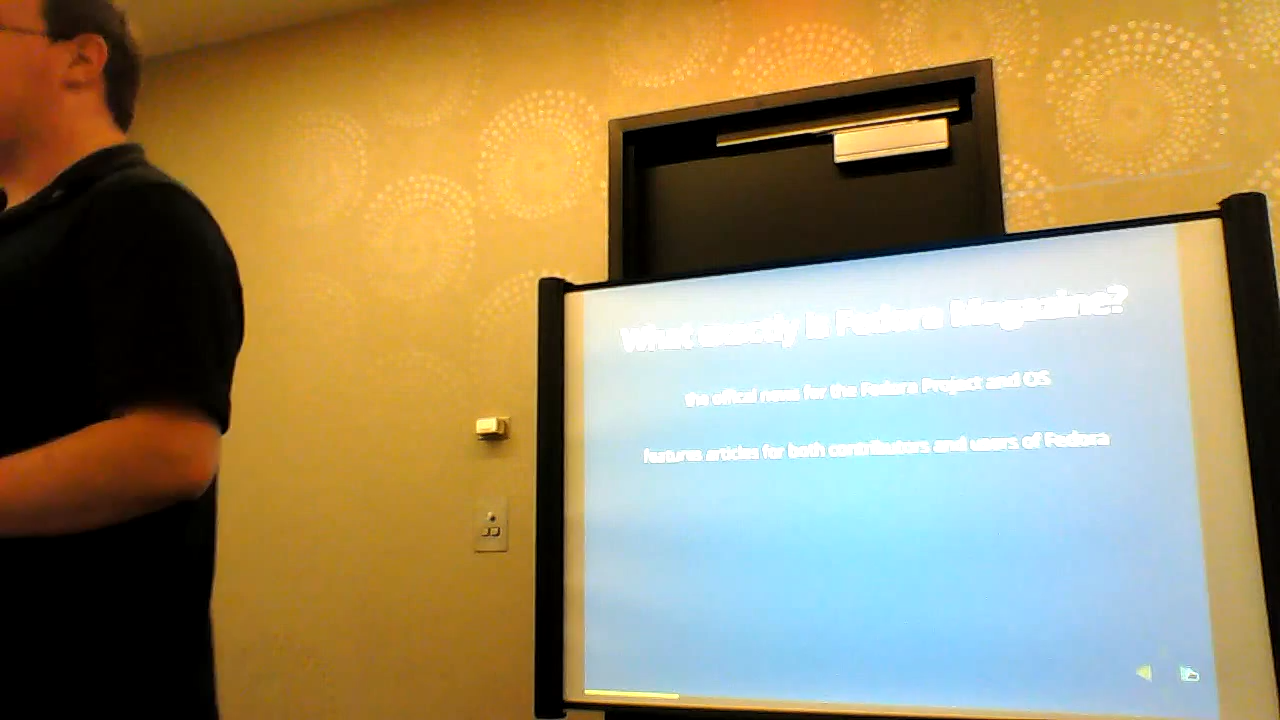 What exactly is Fedora Magazine?
the offical news for the Fedora Project and OS
features articles for both contributors and users of Fedora